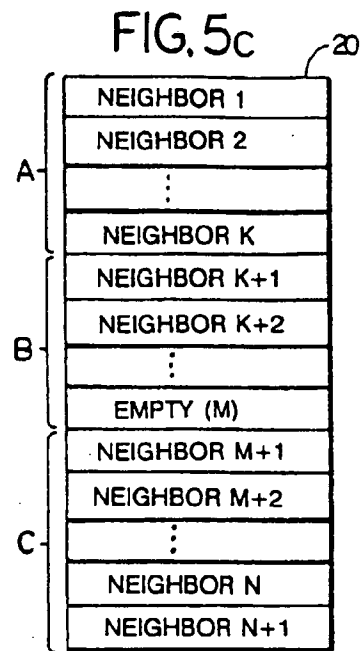 FIG. 5c
20
A
NEIGHBOR 1
NEIGHBOR 2
⋮
NEIGHBOR K
B
NEIGHBOR K+1
NEIGHBOR K+2
⋮
EMPTY (M)
C
NEIGHBOR M+1
NEIGHBOR M+2
⋮
NEIGHBOR N
NEIGHBOR N+1